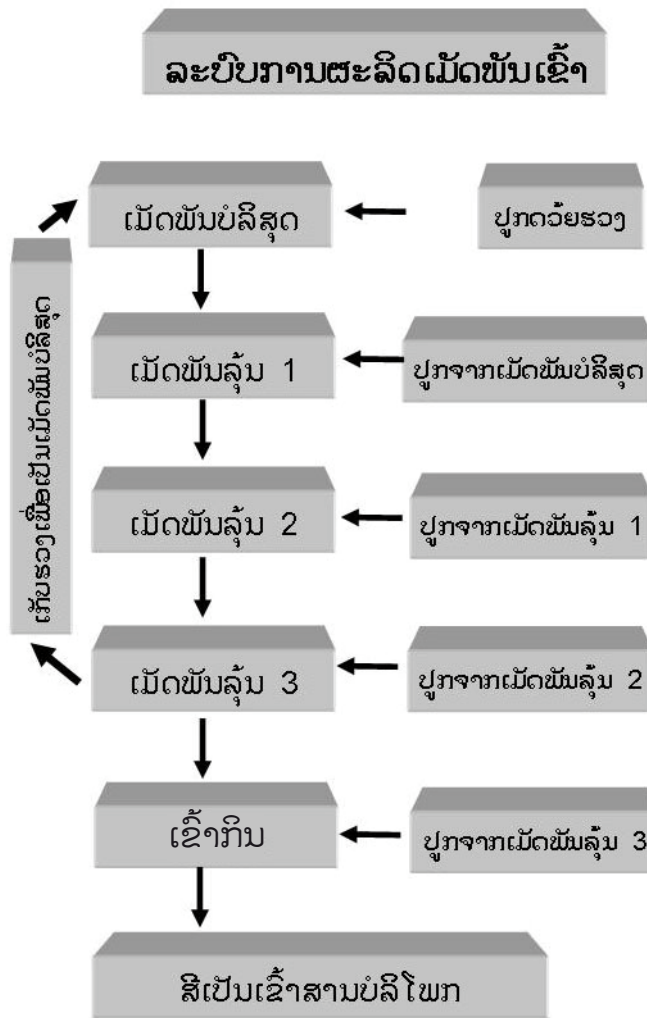 ລະບົບການຜະລິດເມັດພັນເຂົ້າ
ເມັດພັນບໍລິສຸດ
ປູກດວ້ຍຮວງ
ເກັບຮວງເພື່ອເປັນເມັດພັນບໍລິສຸດ
ເມັດພັນລຸ້ນ 1
ປູກຈາກເມັດພັນບໍລິສຸດ
ເມັດພັນລຸ້ນ 2
ປູກຈາກເມັດພັນລຸ້ນ 1
ເມັດພັນລຸ້ນ 3
ປູກຈາກເມັດພັນລຸ້ນ 2
ເຂົ້າກິນ
ປູກຈາກເມັດພັນລຸ້ນ 3
ສີເປັນເຂົ້າສານບໍລິໂພກ